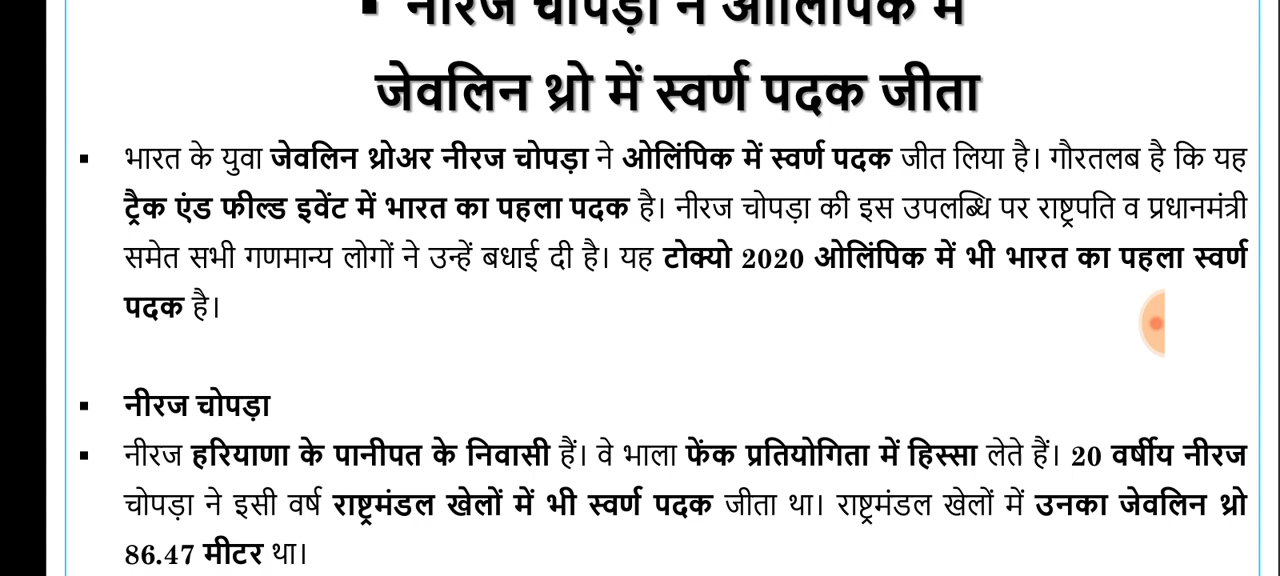 ▪ नीरज चोपड़ा ने ओलंपिक में
जेवलिन थ्रो में स्वर्ण पदक जीता
▪ भारत के युवा जेवलिन थ्रोअर नीरज चोपड़ा ने ओलिंपिक में स्वर्ण पदक जीत लिया है। गौरतलब है कि यह
ट्रैक एंड फील्ड इवेंट में भारत का पहला पदक है। नीरज चोपड़ा की इस उपलब्धि पर राष्ट्रपति व प्रधानमंत्री
समेत सभी गणमान्य लोगों ने उन्हें बधाई दी है। यह टोक्यो 2020 ओलिंपिक में भी भारत का पहला स्वर्ण
पदक है।
▪ नीरज चोपड़ा
▪ नीरज हरियाणा के पानीपत के निवासी हैं। वे भाला फेंक प्रतियोगिता में हिस्सा लेते हैं। 20 वर्षीय नीरज
चोपड़ा ने इसी वर्ष राष्ट्रमंडल खेलों में भी स्वर्ण पदक जीता था। राष्ट्रमंडल खेलों में उनका जेवलिन थ्रो
86.47 मीटर था।